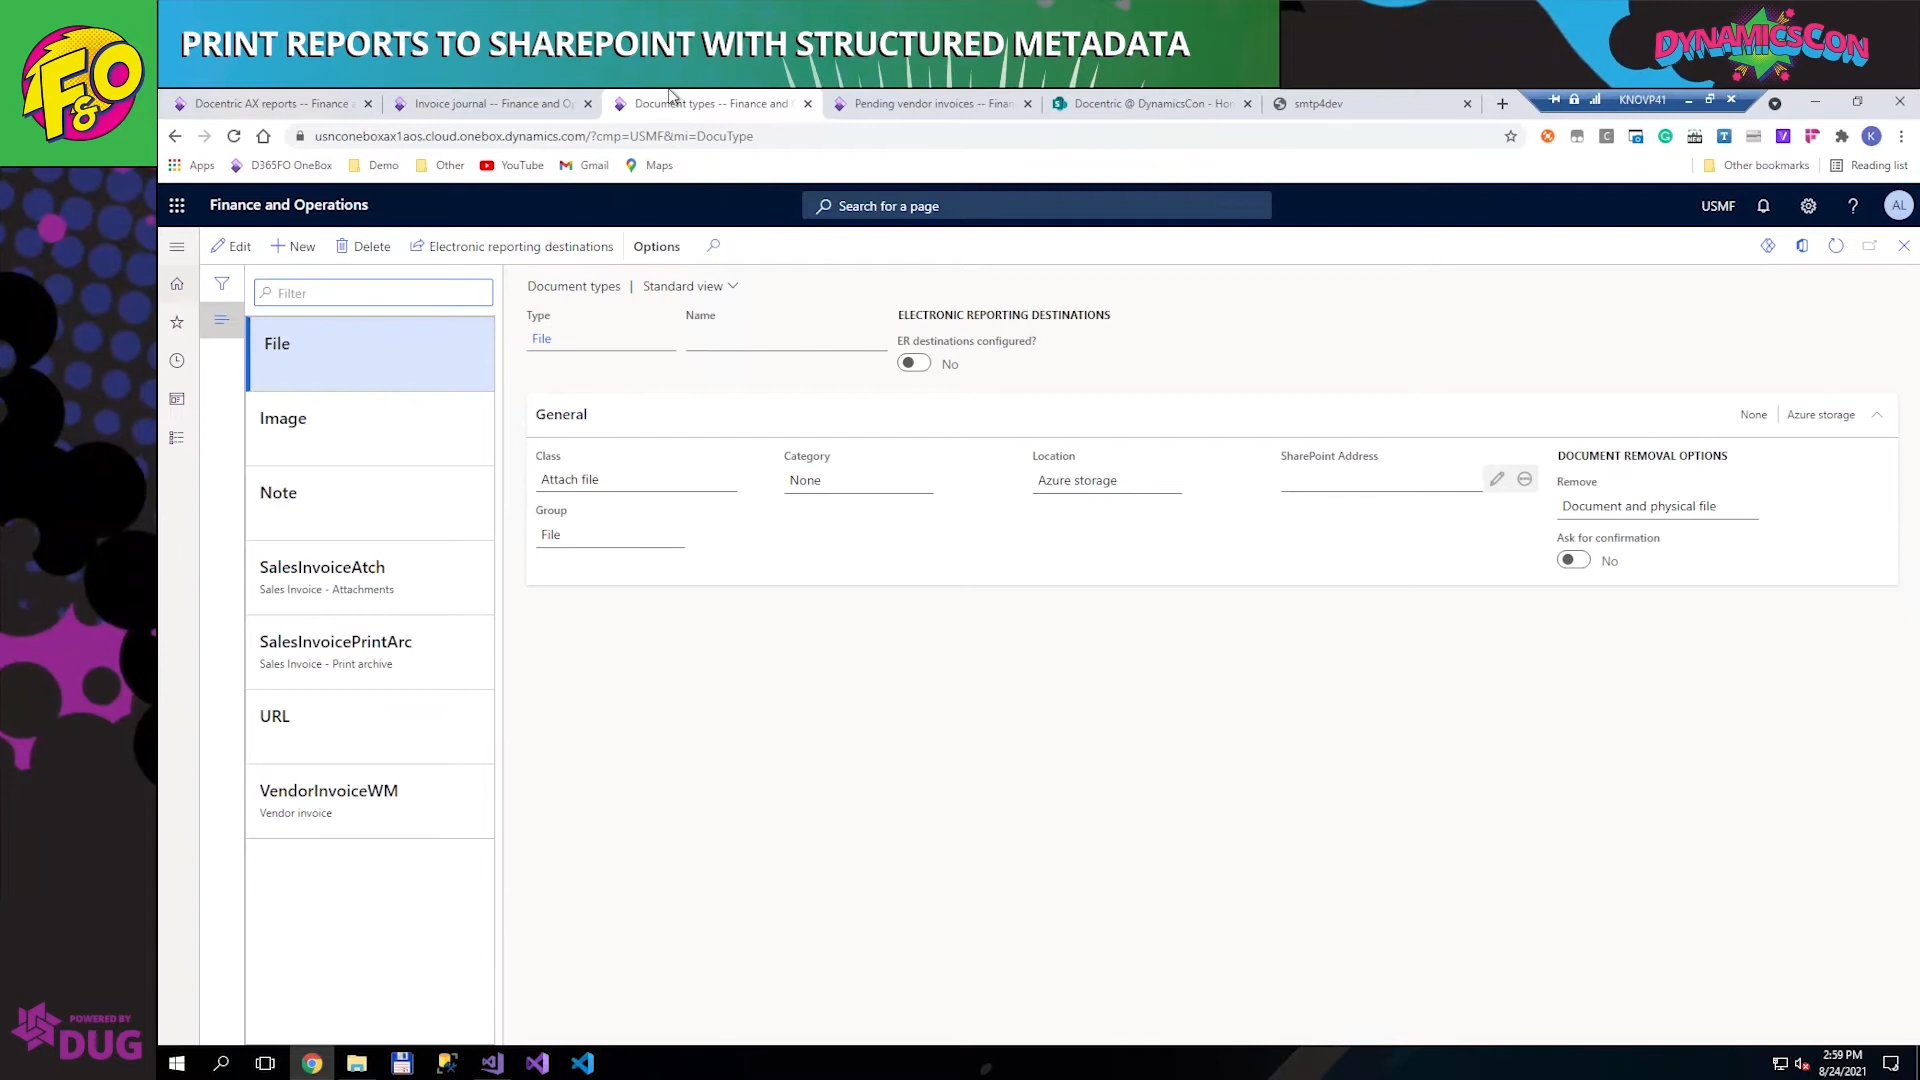 F&O
PRINT REPORTS TO SHAREPOINT WITH STRUCTURED METADATA
DYNAMICSCON
Docentric AX reports -- Finance a
Invoice journal -- Finance and Op
Document types -- Finance and
Pending vendor invoices -- Finan
Docentric @ DynamicsCon - Hon
smtp4dev
KNOVP41
usnconeboxax1aos.cloud.onebox.dynamics.com/?cmp=USMF&mi=DocuType
K
Apps
D365FO OneBox
Demo
Other
YouTube
Gmail
Maps
Other bookmarks
Reading list
Finance and Operations
Search for a page
USMF
AL
Edit
New
Delete
Electronic reporting destinations
Options
Filter
File
Image
Note
SalesInvoiceAtch
Sales Invoice - Attachments
SalesInvoicePrintArc
Sales Invoice - Print archive
URL
VendorInvoiceWM
Vendor invoice
Document types | Standard view
Type
Name
ELECTRONIC REPORTING DESTINATIONS
File
ER destinations configured?
No
General
None
Azure storage
Class
Category
Location
SharePoint Address
DOCUMENT REMOVAL OPTIONS
Attach file
None
Azure storage
Remove
Document and physical file
Group
File
Ask for confirmation
No
POWERED BY
DUG
2:59 PM
8/24/2021